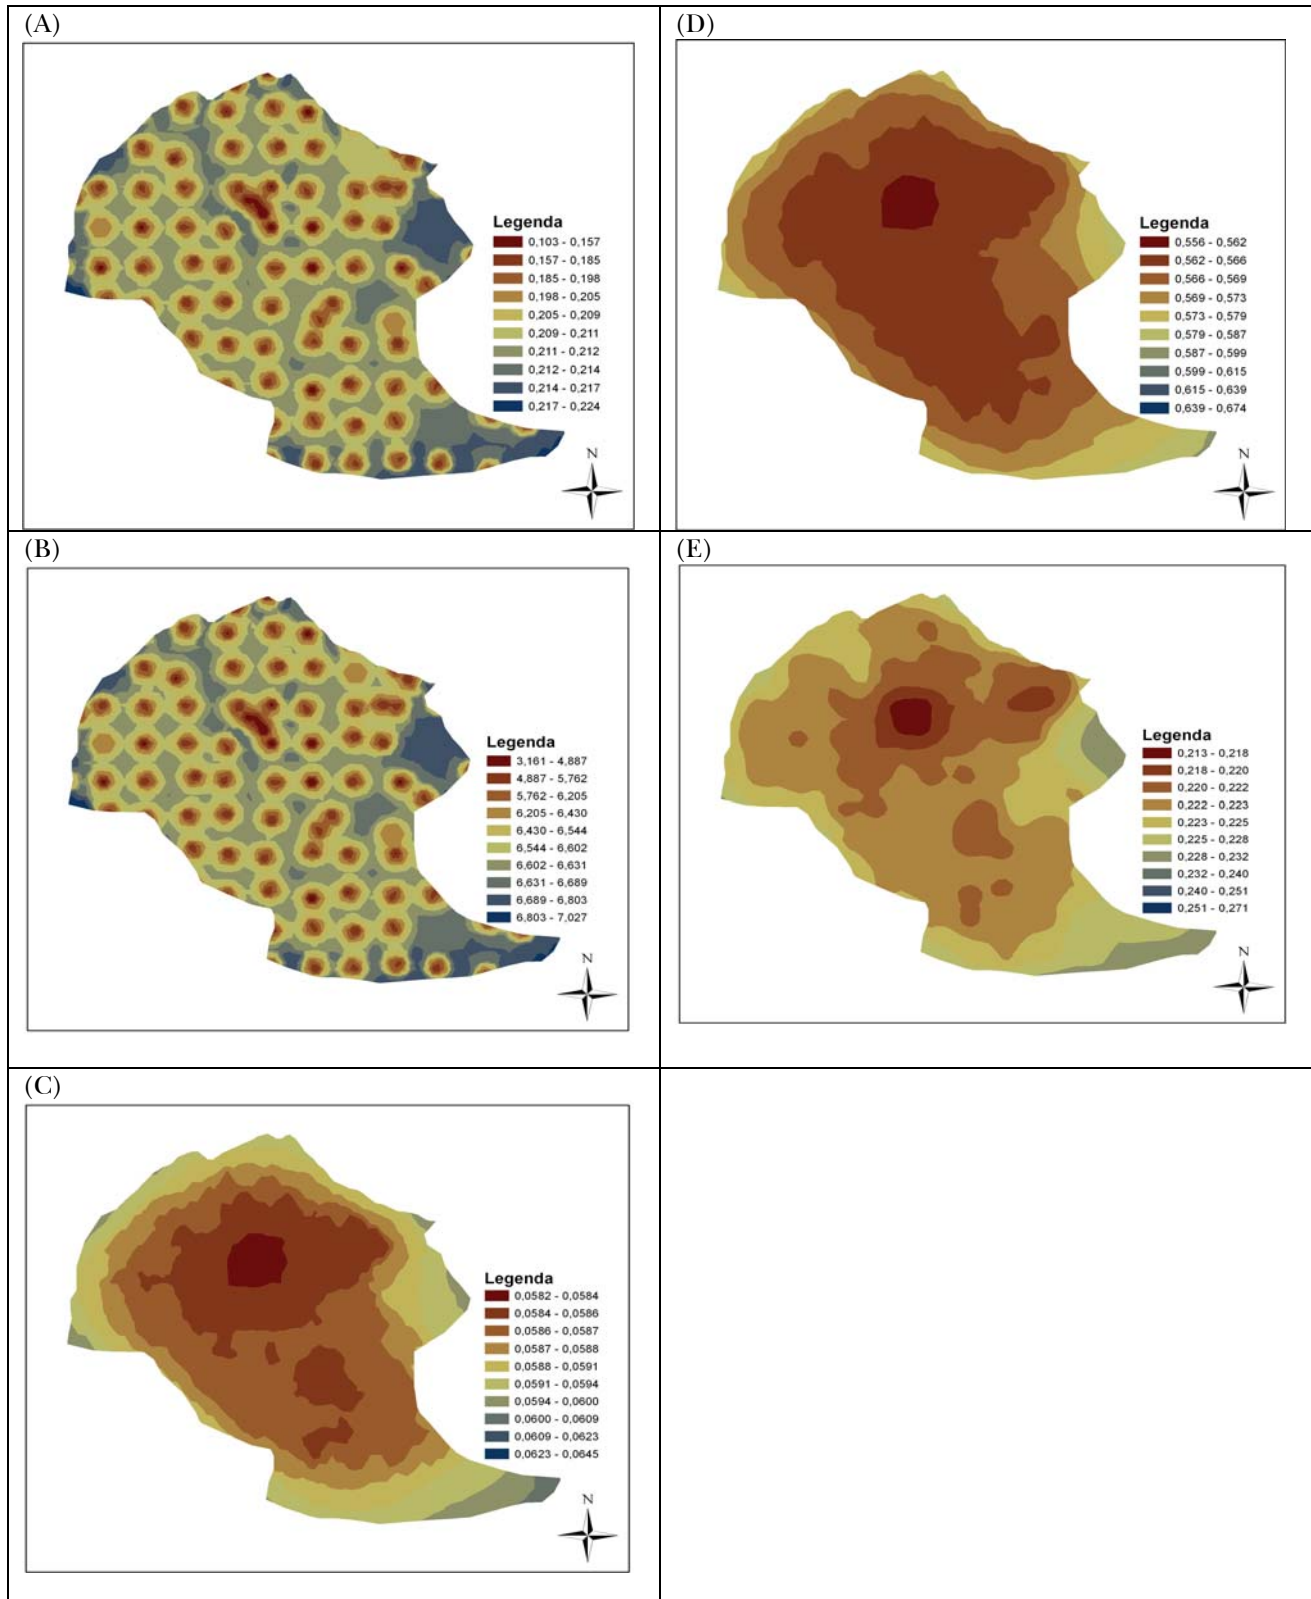 (A)
Legenda
0,103 - 0,157
0,157 - 0,185
0,185 - 0,198
0,198 - 0,205
0,205 - 0,209
0,209 - 0,211
0,211 - 0,212
0,212 - 0,214
0,214 - 0,217
0,217 - 0,224
N
(D)
Legenda
0,556 - 0,562
0,562 - 0,566
0,566 - 0,569
0,569 - 0,573
0,573 - 0,579
0,579 - 0,587
0,587 - 0,599
0,599 - 0,615
0,615 - 0,639
0,639 - 0,674
N
(B)
Legenda
3,161 - 4,887
4,887 - 5,762
5,762 - 6,205
6,205 - 6,430
6,430 - 6,544
6,544 - 6,602
6,602 - 6,631
6,631 - 6,689
6,689 - 6,803
6,803 - 7,027
N
(E)
Legenda
0,213 - 0,218
0,218 - 0,220
0,220 - 0,222
0,222 - 0,223
0,223 - 0,225
0,225 - 0,228
0,228 - 0,232
0,232 - 0,240
0,240 - 0,251
0,251 - 0,271
N
(C)
Legenda
0,0582 - 0,0584
0,0584 - 0,0586
0,0586 - 0,0587
0,0587 - 0,0588
0,0588 - 0,0591
0,0591 - 0,0594
0,0594 - 0,0600
0,0600 - 0,0609
0,0609 - 0,0623
0,0623 - 0,0645
N